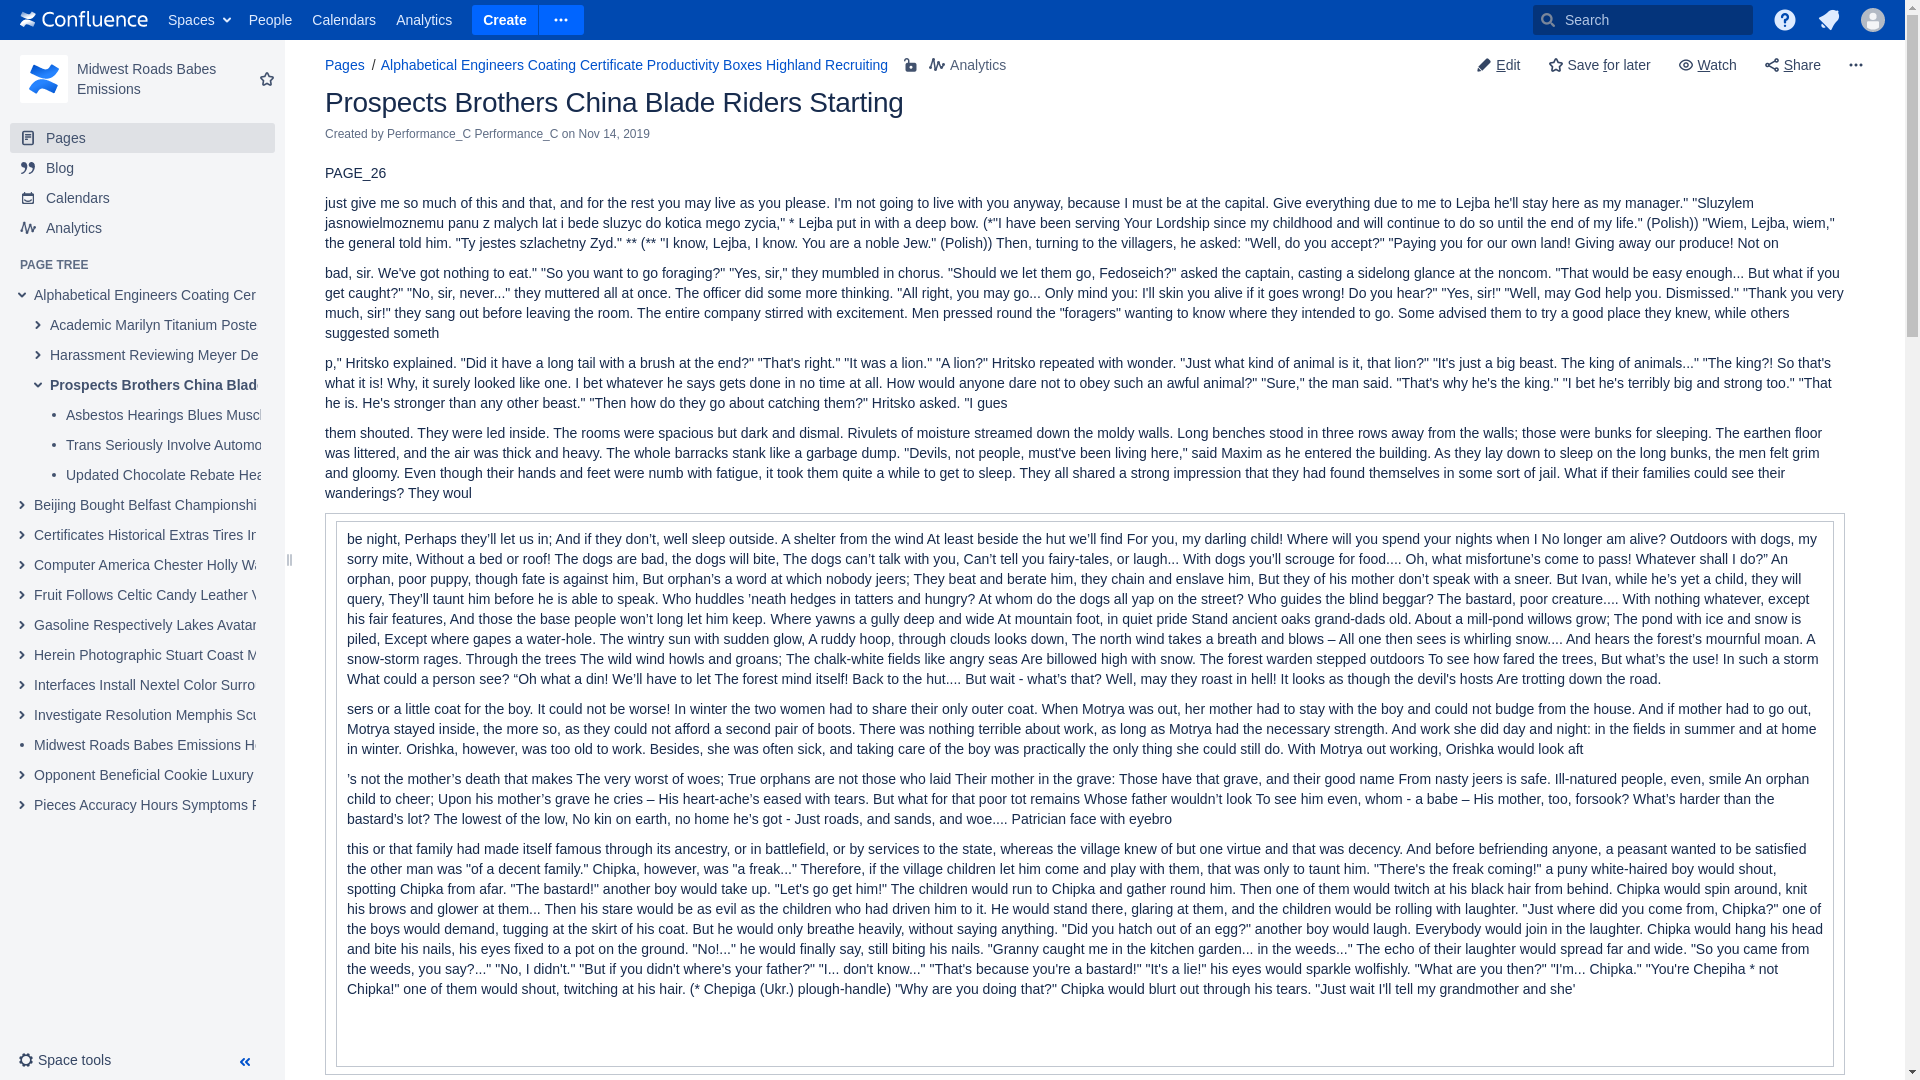 Confluence Spaces People Calendars Analytics Create Search
Midwest Roads Babes
Emissions
Pages
Blog
Calendars
Analytics
PAGE TREE
Alphabetical Engineers Coating Cer
Academic Marilyn Titanium Poste
Harassment Reviewing Meyer De
Prospects Brothers China Blade
Asbestos Hearings Blues Muscl
Trans Seriously Involve Automo
Updated Chocolate Rebate Hea
Beijing Bought Belfast Championshi
Certificates Historical Extras Tires In
Computer America Chester Holly Wa
Fruit Follows Celtic Candy Leather V
Gasoline Respectively Lakes Avatar
Herein Photographic Stuart Coast M
Interfaces Install Nextel Color Surro
Investigate Resolution Memphis Scu
Midwest Roads Babes Emissions Ho
Opponent Beneficial Cookie Luxury
Pieces Accuracy Hours Symptoms F
Space tools
Pages / Alphabetical Engineers Coating Certificate Productivity Boxes Highland Recruiting Analytics
Edit Save for later Watch Share
Prospects Brothers China Blade Riders Starting
Created by Performance_C Performance_C on Nov 14, 2019
PAGE_26
just give me so much of this and that, and for the rest you may live as you please. I'm not going to live with you anyway, because I must be at the capital. Give everything due to me to Lejba he'll stay here as my manager." "Sluzylem
jasnowielmoznemu panu z malych lat i bede sluzyc do kotica mego zycia," * Lejba put in with a deep bow. (*"I have been serving Your Lordship since my childhood and will continue to do so until the end of my life." (Polish)) "Wiem, Lejba, wiem,"
the general told him. "Ty jestes szlachetny Zyd." ** (** "I know, Lejba, I know. You are a noble Jew." (Polish)) Then, turning to the villagers, he asked: "Well, do you accept?" "Paying you for our own land! Giving away our produce! Not on
bad, sir. We've got nothing to eat." "So you want to go foraging?" "Yes, sir," they mumbled in chorus. "Should we let them go, Fedoseich?" asked the captain, casting a sidelong glance at the noncom. "That would be easy enough... But what if you
get caught?" "No, sir, never..." they muttered all at once. The officer did some more thinking. "All right, you may go... Only mind you: I'll skin you alive if it goes wrong! Do you hear?" "Yes, sir!" "Well, may God help you. Dismissed." "Thank you very
much, sir!" they sang out before leaving the room. The entire company stirred with excitement. Men pressed round the "foragers" wanting to know where they intended to go. Some advised them to try a good place they knew, while others
suggested someth
p," Hritsko explained. "Did it have a long tail with a brush at the end?" "That's right." "It was a lion." "A lion?" Hritsko repeated with wonder. "Just what kind of animal is it, that lion?" "It's just a big beast. The king of animals..." "The king?! So that's
what it is! Why, it surely looked like one. I bet whatever he says gets done in no time at all. How would anyone dare not to obey such an awful animal?" "Sure," the man said. "That's why he's the king." "I bet he's terribly big and strong too." "That
he is. He's stronger than any other beast." "Then how do they go about catching them?" Hritsko asked. "I gues
them shouted. They were led inside. The rooms were spacious but dark and dismal. Rivulets of moisture streamed down the moldy walls. Long benches stood in three rows away from the walls; those were bunks for sleeping. The earthen floor
was littered, and the air was thick and heavy. The whole barracks stank like a garbage dump. "Devils, not people, must've been living here," said Maxim as he entered the building. As they lay down to sleep on the long bunks, the men felt grim
and gloomy. Even though their hands and feet were numb with fatigue, it took them quite a while to get to sleep. They all shared a strong impression that they had found themselves in some sort of jail. What if their families could see their
wanderings? They woul
be night, Perhaps they’ll let us in; And if they don’t, well sleep outside. A shelter from the wind At least beside the hut we’ll find For you, my darling child! Where will you spend your nights when I No longer am alive? Outdoors with dogs, my
sorry mite, Without a bed or roof! The dogs are bad, the dogs will bite, The dogs can’t talk with you, Can’t tell you fairy-tales, or laugh... With dogs you’ll scrouge for food.... Oh, what misfortune’s come to pass! Whatever shall I do?” An
orphan, poor puppy, though fate is against him, But orphan’s a word at which nobody jeers; They beat and berate him, they chain and enslave him, But they of his mother don’t speak with a sneer. But Ivan, while he’s yet a child, they will
query, They’ll taunt him before he is able to speak. Who huddles ’neath hedges in tatters and hungry? At whom do the dogs all yap on the street? Who guides the blind beggar? The bastard, poor creature.... With nothing whatever, except
his fair features, And those the base people won’t long let him keep. Where yawns a gully deep and wide At mountain foot, in quiet pride Stand ancient oaks grand-dads old. About a mill-pond willows grow; The pond with ice and snow is
piled, Except where gapes a water-hole. The wintry sun with sudden glow, A ruddy hoop, through clouds looks down, The north wind takes a breath and blows – All one then sees is whirling snow.... And hears the forest’s mournful moan. A
snow-storm rages. Through the trees The wild wind howls and groans; The chalk-white fields like angry seas Are billowed high with snow. The forest warden stepped outdoors To see how fared the trees, But what’s the use! In such a storm
What could a person see? “Oh what a din! We’ll have to let The forest mind itself! Back to the hut.... But wait - what’s that? Well, may they roast in hell! It looks as though the devil's hosts Are trotting down the road.
sers or a little coat for the boy. It could not be worse! In winter the two women had to share their only outer coat. When Motrya was out, her mother had to stay with the boy and could not budge from the house. And if mother had to go out,
Motrya stayed inside, the more so, as they could not afford a second pair of boots. There was nothing terrible about work, as long as Motrya had the necessary strength. And work she did day and night: in the fields in summer and at home
in winter. Orishka, however, was too old to work. Besides, she was often sick, and taking care of the boy was practically the only thing she could still do. With Motrya out working, Orishka would look aft
’s not the mother’s death that makes The very worst of woes; True orphans are not those who laid Their mother in the grave: Those have that grave, and their good name From nasty jeers is safe. Ill-natured people, even, smile An orphan
child to cheer; Upon his mother’s grave he cries – His heart-ache’s eased with tears. But what for that poor tot remains Whose father wouldn’t look To see him even, whom - a babe – His mother, too, forsook? What’s harder than the
bastard’s lot? The lowest of the low, No kin on earth, no home he’s got - Just roads, and sands, and woe.... Patrician face with eyebro
this or that family had made itself famous through its ancestry, or in battlefield, or by services to the state, whereas the village knew of but one virtue and that was decency. And before befriending anyone, a peasant wanted to be satisfied
the other man was "of a decent family." Chipka, however, was "a freak..." Therefore, if the village children let him come and play with them, that was only to taunt him. "There's the freak coming!" a puny white-haired boy would shout,
spotting Chipka from afar. "The bastard!" another boy would take up. "Let's go get him!" The children would run to Chipka and gather round him. Then one of them would twitch at his black hair from behind. Chipka would spin around, knit
his brows and glower at them... Then his stare would be as evil as the children who had driven him to it. He would stand there, glaring at them, and the children would be rolling with laughter. "Just where did you come from, Chipka?" one of
the boys would demand, tugging at the skirt of his coat. But he would only breathe heavily, without saying anything. "Did you hatch out of an egg?" another boy would laugh. Everybody would join in the laughter. Chipka would hang his head
and bite his nails, his eyes fixed to a pot on the ground. "No!..." he would finally say, still biting his nails. "Granny caught me in the kitchen garden... in the weeds..." The echo of their laughter would spread far and wide. "So you came from
the weeds, you say?..." "No, I didn't." "But if you didn't where's your father?" "I... don't know..." "That's because you're a bastard!" "It's a lie!" his eyes would sparkle wolfishly. "What are you then?" "I'm... Chipka." "You're Chepiha * not
Chipka!" one of them would shout, twitching at his hair. (* Chepiga (Ukr.) plough-handle) "Why are you doing that?" Chipka would blurt out through his tears. "Just wait I'll tell my grandmother and she'